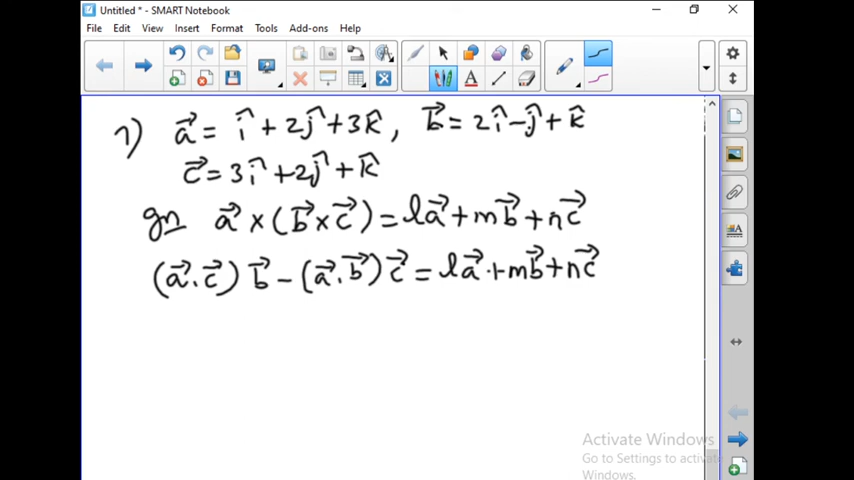 Untitled * - SMART Notebook
File Edit View Insert Format Tools Add-ons Help
7) a⃗ = î + 2ĵ + 3k̂ , b⃗ = 2î - ĵ + k̂
c⃗ = 3î + 2ĵ + k̂
gn a⃗ × (b⃗ × c⃗) = la⃗ + mb⃗ + nc⃗
(a⃗ . c⃗) b⃗ - (a⃗ . b⃗) c⃗ = la⃗ + mb⃗ + nc⃗
Activate Windows
Go to Settings to activate
Windows.